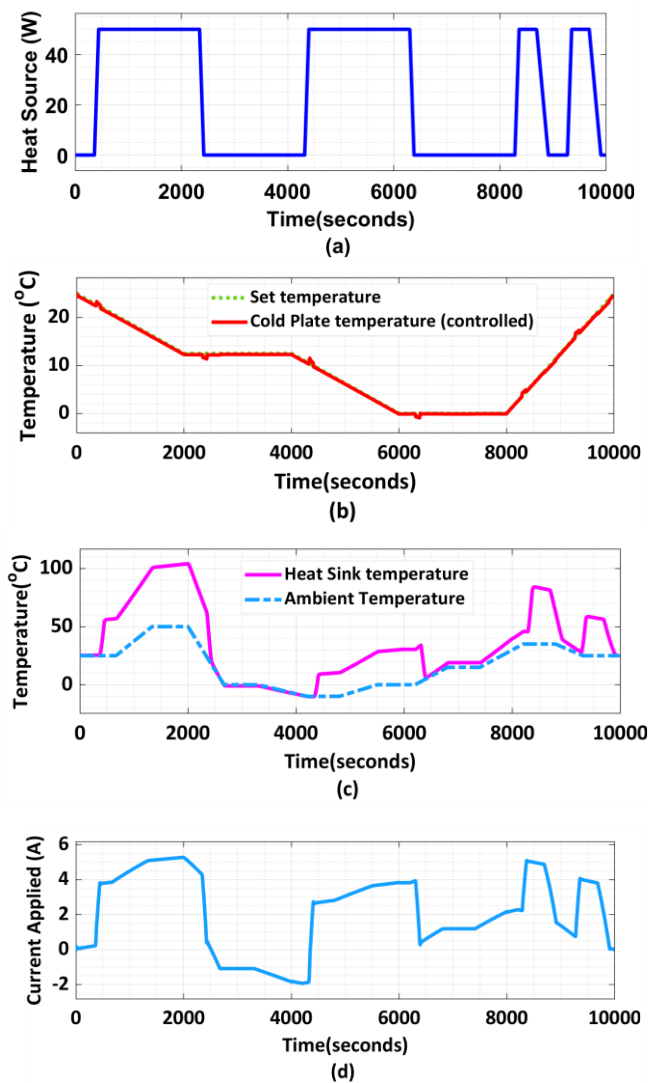 Heat Source (W)
40
20
0
0 2000 4000 6000 8000 10000
Time(seconds)
(a)
Temperature (°C)
Set temperature
Cold Plate temperature (controlled)
20
10
0
0 2000 4000 6000 8000 10000
Time(seconds)
(b)
Temperature(°C)
Heat Sink temperature
Ambient Temperature
100
50
0
0 2000 4000 6000 8000 10000
Time(seconds)
(c)
Current Applied (A)
6
4
2
0
-2
0 2000 4000 6000 8000 10000
Time(seconds)
(d)